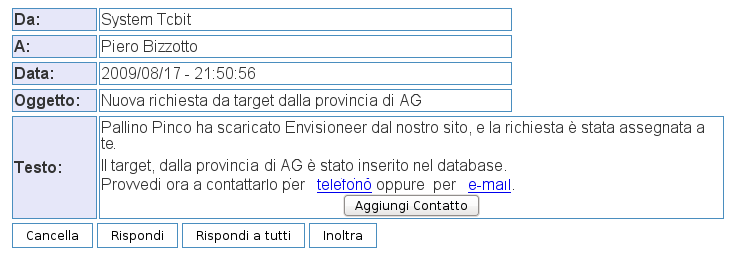 Da: System Tcbit
A: Piero Bizzotto
Data: 2009/08/17 - 21:50:56
Oggetto: Nuova richiesta da target dalla provincia di AG
Testo: Pallino Pinco ha scaricato Envisioneer dal nostro sito, e la richiesta è stata assegnata a
te.
Il target, dalla provincia di AG è stato inserito nel database.
Provvedi ora a contattarlo per telefono oppure per e-mail.
Aggiungi Contatto
Cancella Rispondi Rispondi a tutti Inoltra